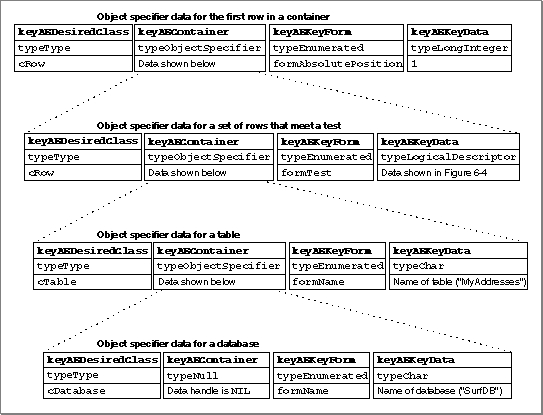 Object specifier data for the first row in a container
keyAEDesiredClass keyAEContainer keyAEKeyForm keyAEKeyData
typeType typeObjectSpecifier typeEnumerated typeLongInteger
cRow Data shown below formAbsolutePosition 1
Object specifier data for a set of rows that meet a test
keyAEDesiredClass keyAEContainer keyAEKeyForm keyAEKeyData
typeType typeObjectSpecifier typeEnumerated typeLogicalDescriptor
cRow Data shown below formTest Data shown in Figure 6-4
Object specifier data for a table
keyAEDesiredClass keyAEContainer keyAEKeyForm keyAEKeyData
typeType typeObjectSpecifier typeEnumerated typeChar
cTable Data shown below formName Name of table ("MyAddresses")
Object specifier data for a database
keyAEDesiredClass keyAEContainer keyAEKeyForm keyAEKeyData
typeType typeNull typeEnumerated typeChar
cDatabase Data handle is NIL formName Name of database ("SurfDB")